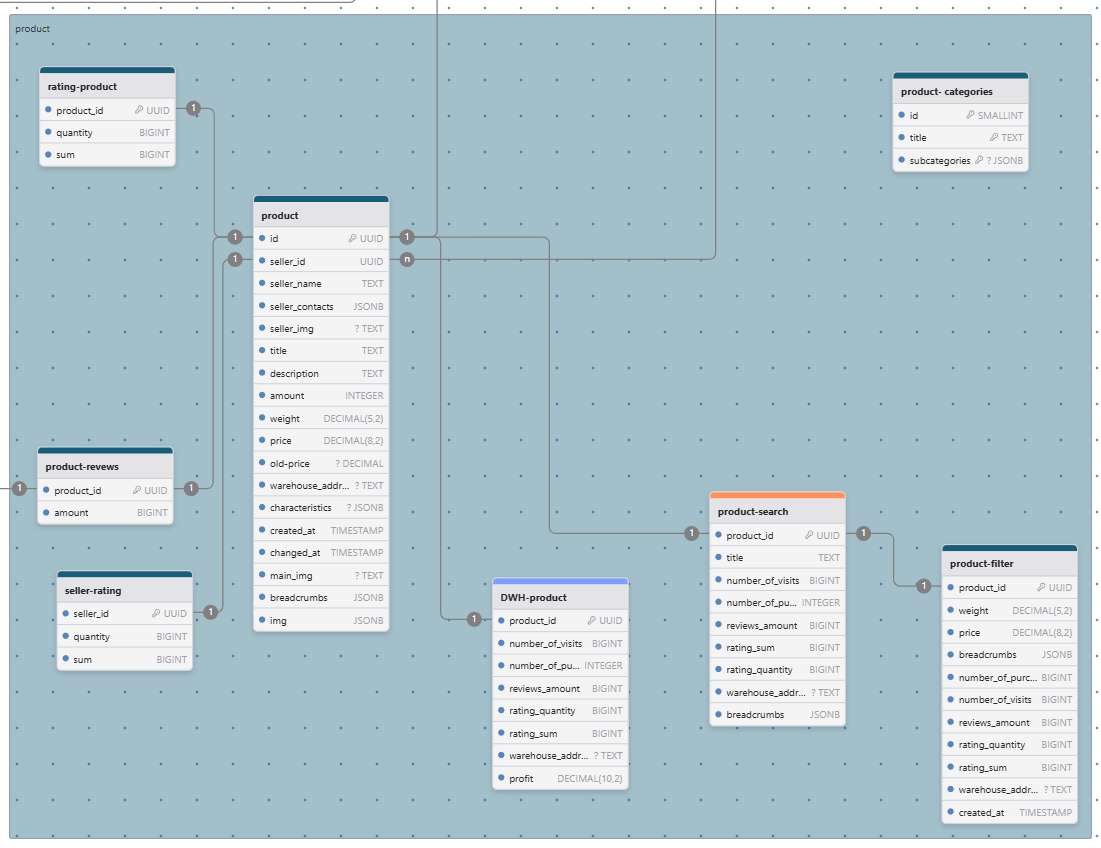 product
rating-product
product_id UUID
quantity BIGINT
sum BIGINT
product- categories
id SMALLINT
title TEXT
subcategories ? JSONB
product
id UUID
seller_id UUID
seller_name TEXT
seller_contacts JSONB
seller_img ? TEXT
title TEXT
description TEXT
amount INTEGER
weight DECIMAL(5,2)
price DECIMAL(8,2)
old-price ? DECIMAL
warehouse_addr... ? TEXT
characteristics ? JSONB
created_at TIMESTAMP
changed_at TIMESTAMP
main_img ? TEXT
breadcrumbs JSONB
img JSONB
1
1
1
1
n
product-revews
product_id UUID
amount BIGINT
1
1
seller-rating
seller_id UUID
quantity BIGINT
sum BIGINT
1
DWH-product
product_id UUID
number_of_visits BIGINT
number_of_pu... INTEGER
reviews_amount BIGINT
rating_quantity BIGINT
rating_sum BIGINT
warehouse_addr... ? TEXT
profit DECIMAL(10,2)
1
product-search
product_id UUID
title TEXT
number_of_visits BIGINT
number_of_pu... INTEGER
reviews_amount BIGINT
rating_sum BIGINT
rating_quantity BIGINT
warehouse_addr... ? TEXT
breadcrumbs JSONB
1
1
product-filter
product_id UUID
weight DECIMAL(5,2)
price DECIMAL(8,2)
breadcrumbs JSONB
number_of_purc... BIGINT
number_of_visits BIGINT
reviews_amount BIGINT
rating_quantity BIGINT
rating_sum BIGINT
warehouse_addr... ? TEXT
created_at TIMESTAMP
1